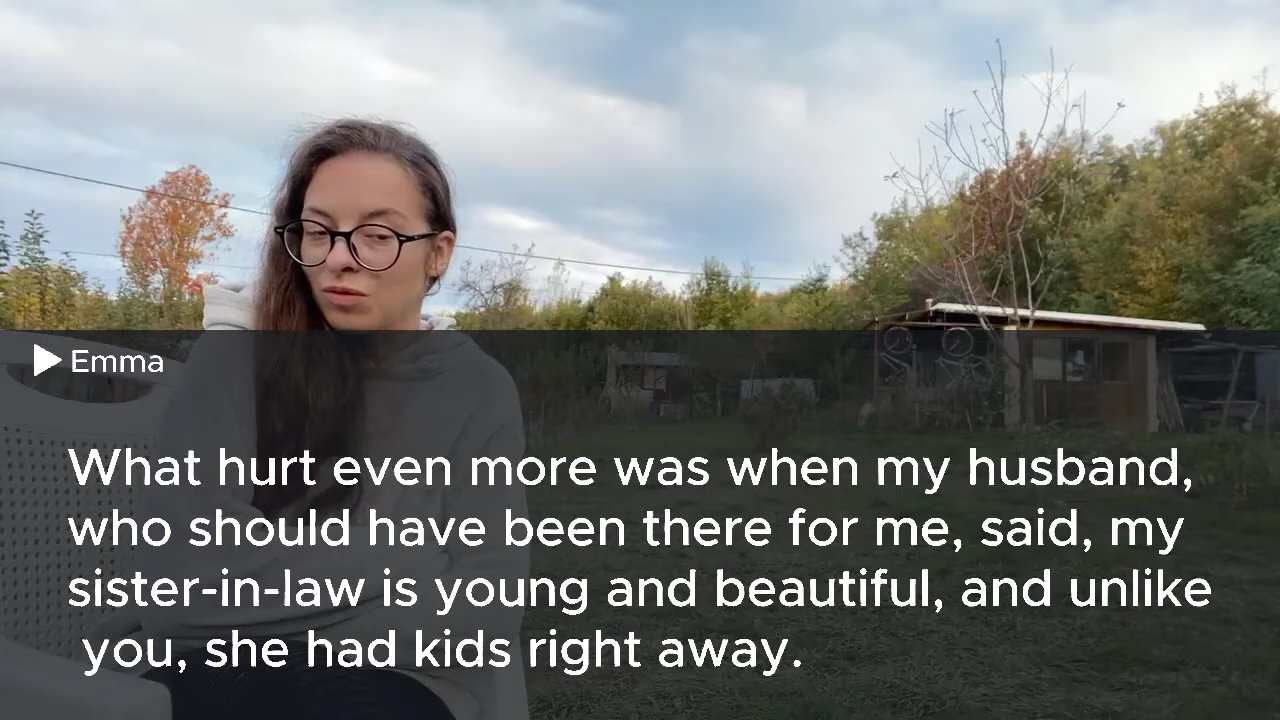 Emma
What hurt even more was when my husband,
who should have been there for me, said, my
sister-in-law is young and beautiful, and unlike
you, she had kids right away.